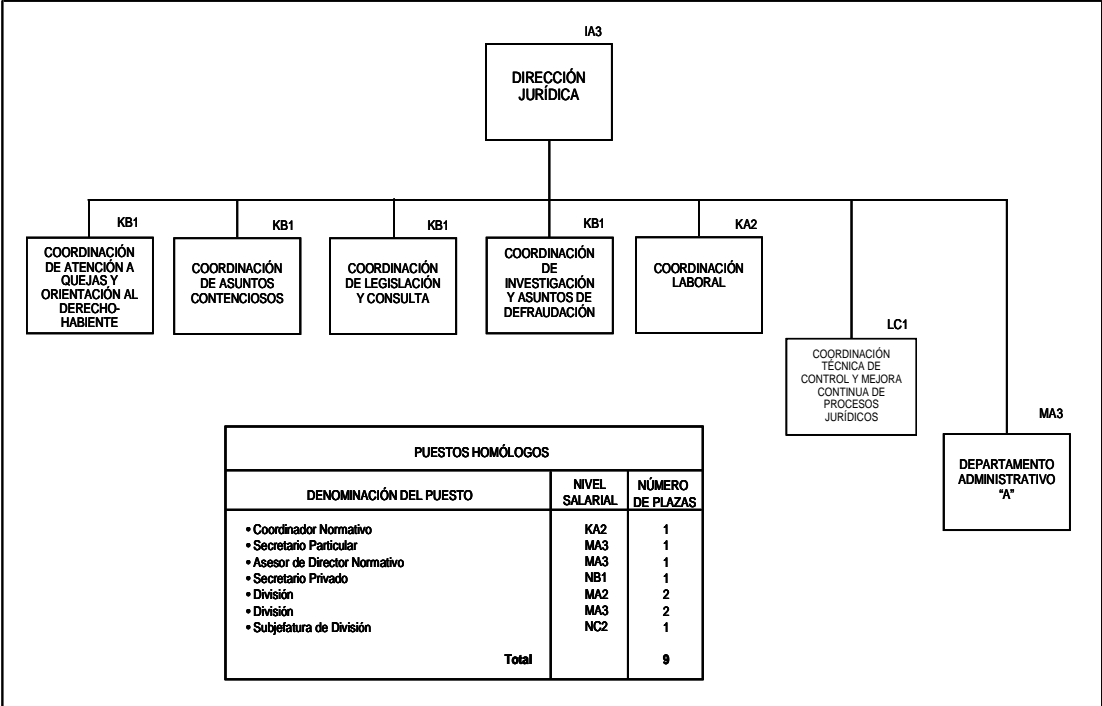 IA3
DIRECCIÓN
JURÍDICA
KB1
COORDINACIÓN
DE ATENCIÓN A
QUEJAS Y
ORIENTACIÓN AL
DERECHO-
HABIENTE
KB1
COORDINACIÓN
DE ASUNTOS
CONTENCIOSOS
KB1
COORDINACIÓN
DE LEGISLACIÓN
Y CONSULTA
KB1
COORDINACIÓN
DE
INVESTIGACIÓN
Y ASUNTOS DE
DEFRAUDACIÓN
KA2
COORDINACIÓN
LABORAL
LC1
COORDINACIÓN
TÉCNICA DE
CONTROL Y MEJORA
CONTINUA DE
PROCESOS
JURÍDICOS
MA3
DEPARTAMENTO
ADMINISTRATIVO
"A"
PUESTOS HOMÓLOGOS
DENOMINACIÓN DEL PUESTO
NIVEL
SALARIAL
NÚMERO
DE PLAZAS
• Coordinador Normativo KA2 1
• Secretario Particular MA3 1
• Asesor de Director Normativo MA3 1
• Secretario Privado NB1 1
• División MA2 2
• División MA3 2
• Subjefatura de División NC2 1
Total 9